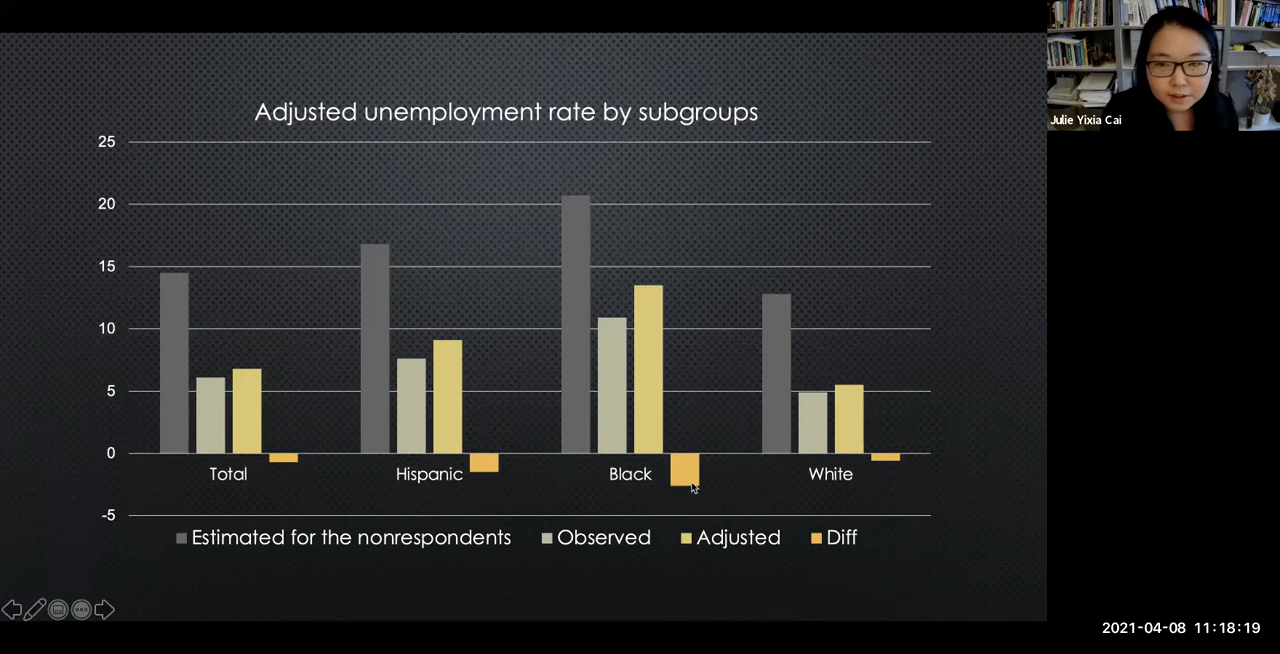 Adjusted unemployment rate by subgroups
25
20
15
10
5
0
-5
Total Hispanic Black White
Estimated for the nonrespondents Observed Adjusted Diff
Julie Yixia Cai
2021-04-08 11:18:19